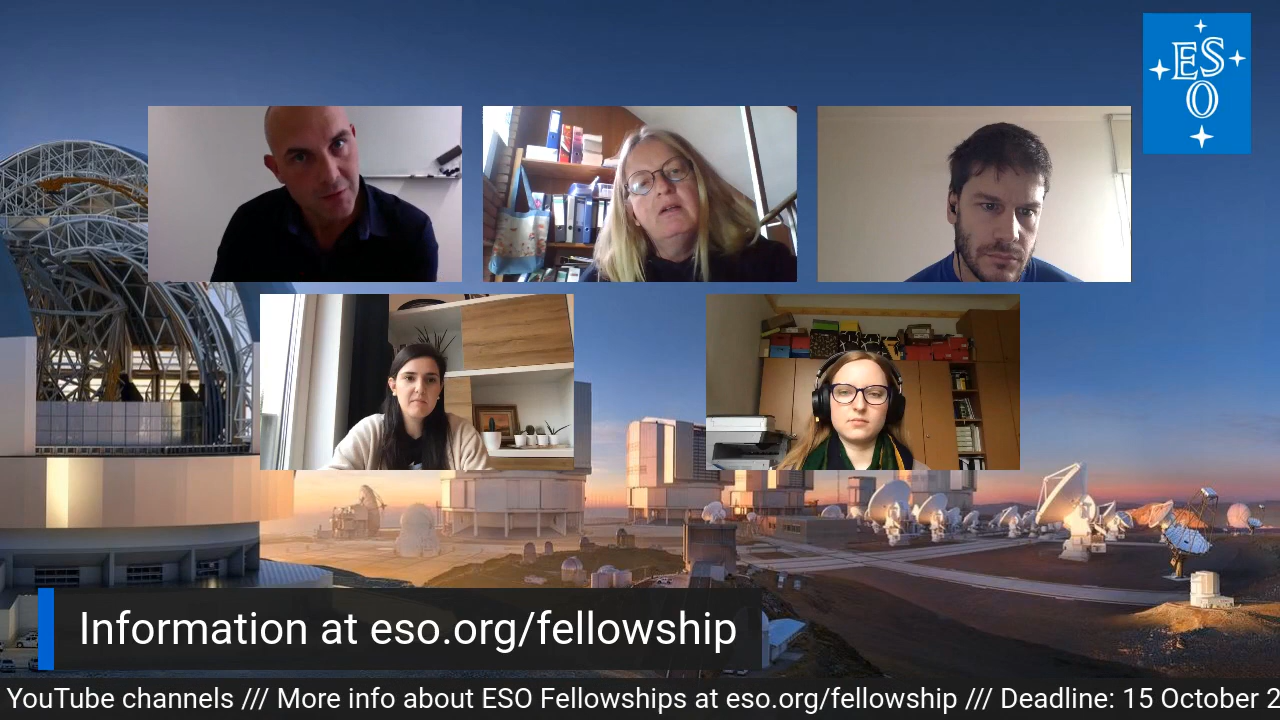 ESO
Information at eso.org/fellowship
YouTube channels /// More info about ESO Fellowships at eso.org/fellowship /// Deadline: 15 October 2